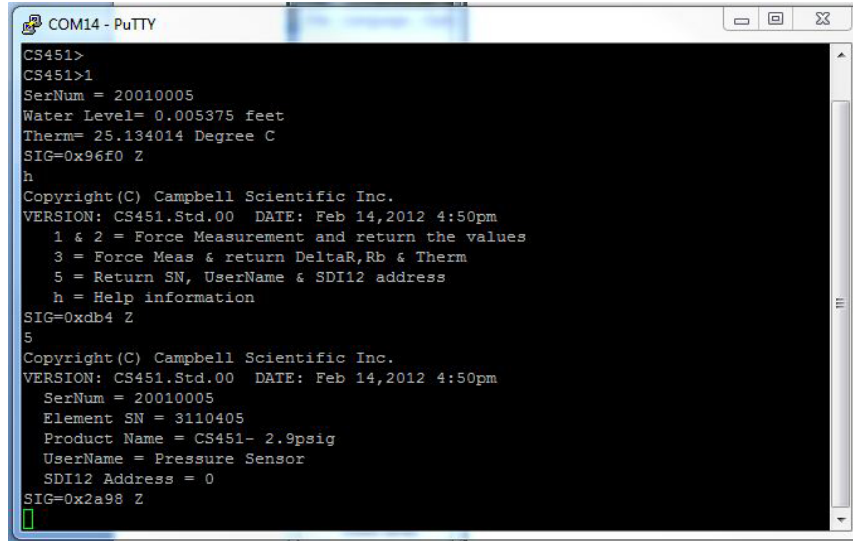 COM14 - PuTTY
CS451>
CS451>1
SerNum = 20010005
Water Level= 0.005375 feet
Therm= 25.134014 Degree C
SIG=0x96f0 Z
h
Copyright(C) Campbell Scientific Inc.
VERSION: CS451.Std.00  DATE: Feb 14,2012 4:50pm
   1 & 2 = Force Measurement and return the values
   3 = Force Meas & return DeltaR,Rb & Therm
   5 = Return SN, UserName & SDI12 address
   h = Help information
SIG=0xdb4 Z
5
Copyright(C) Campbell Scientific Inc.
VERSION: CS451.Std.00  DATE: Feb 14,2012 4:50pm
  SerNum = 20010005
  Element SN = 3110405
  Product Name = CS451- 2.9psig
  UserName = Pressure Sensor
  SDI12 Address = 0
SIG=0x2a98 Z